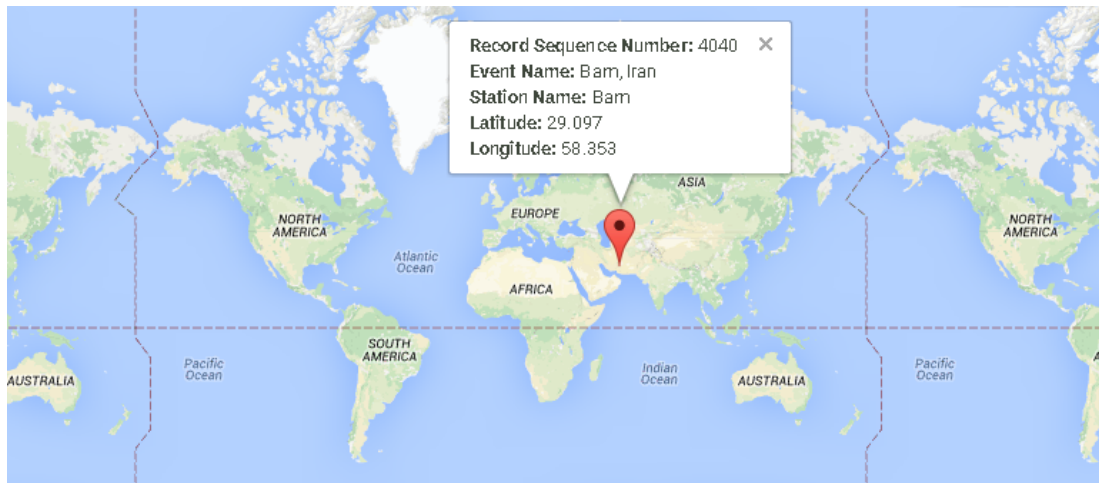 Record Sequence Number: 4040 ×
Event Name: Bam, Iran
Station Name: Bam
Latitude: 29.097
Longitude: 58.353
ASIA
EUROPE
NORTH
AMERICA
NORTH
AMERICA
Atlantic
Ocean
AFRICA
SOUTH
AMERICA
Pacific
Ocean
Indian
Ocean
Pacific
Ocean
AUSTRALIA
AUSTRALIA
A